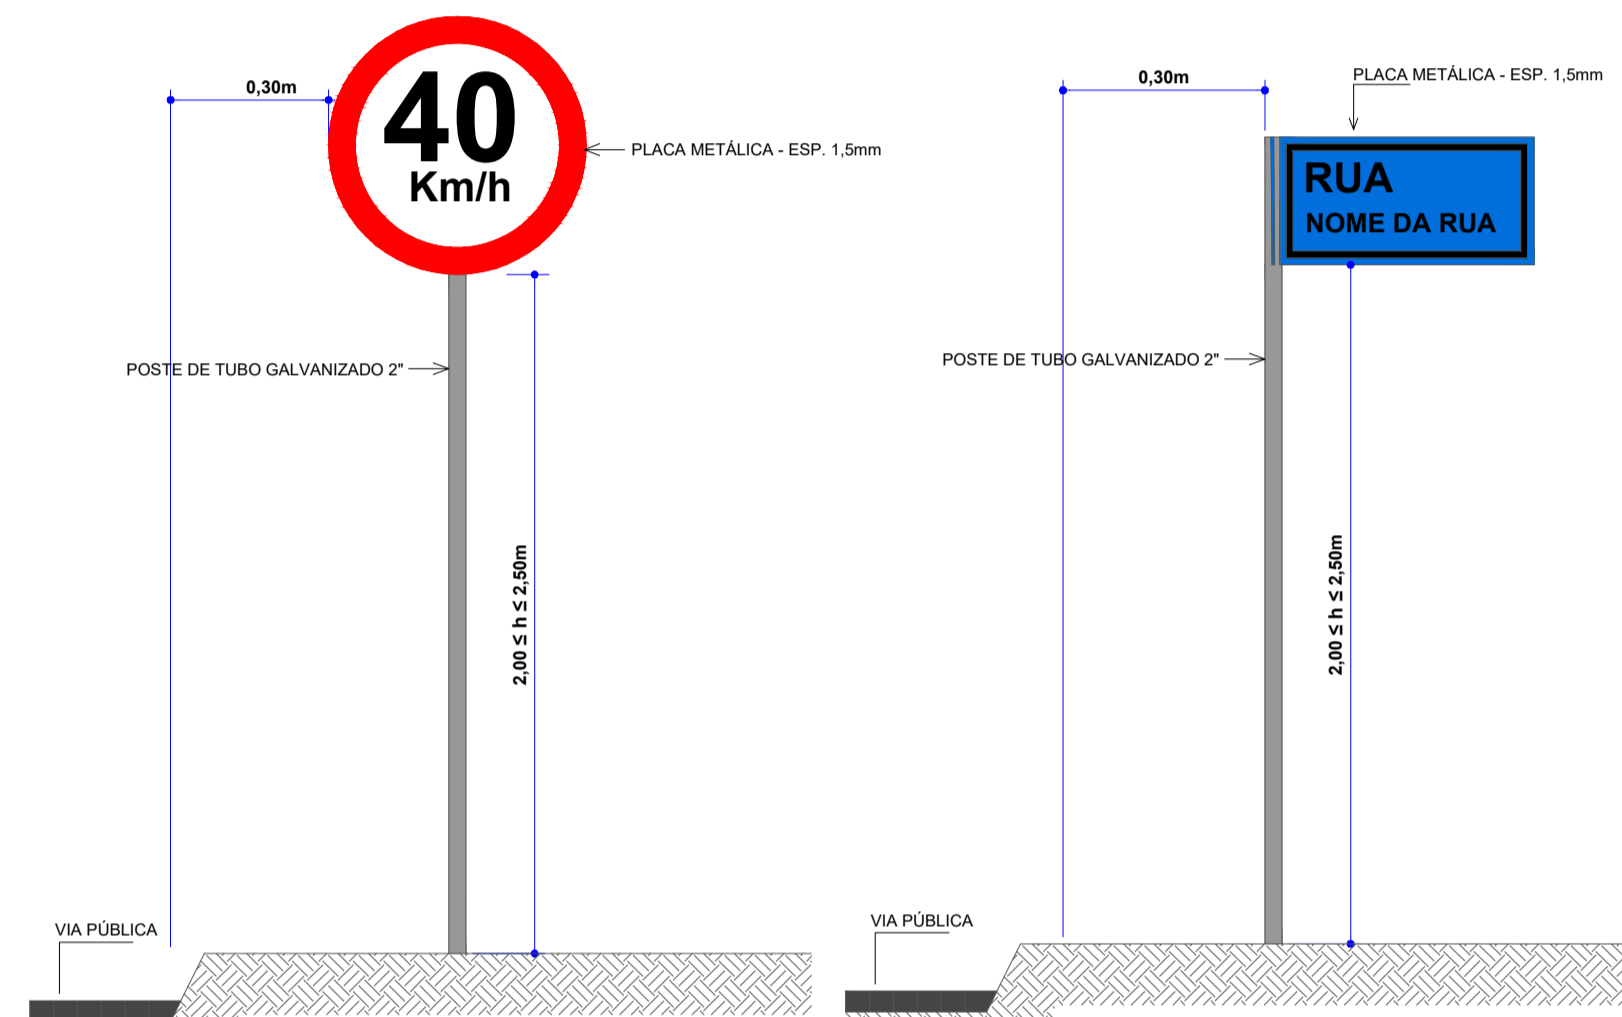 0,30m
40
Km/h
PLACA METÁLICA - ESP. 1,5mm
POSTE DE TUBO GALVANIZADO 2"
2,00 ≤ h ≤ 2,50m
VIA PÚBLICA
0,30m
PLACA METÁLICA - ESP. 1,5mm
RUA
NOME DA RUA
POSTE DE TUBO GALVANIZADO 2"
2,00 ≤ h ≤ 2,50m
VIA PÚBLICA